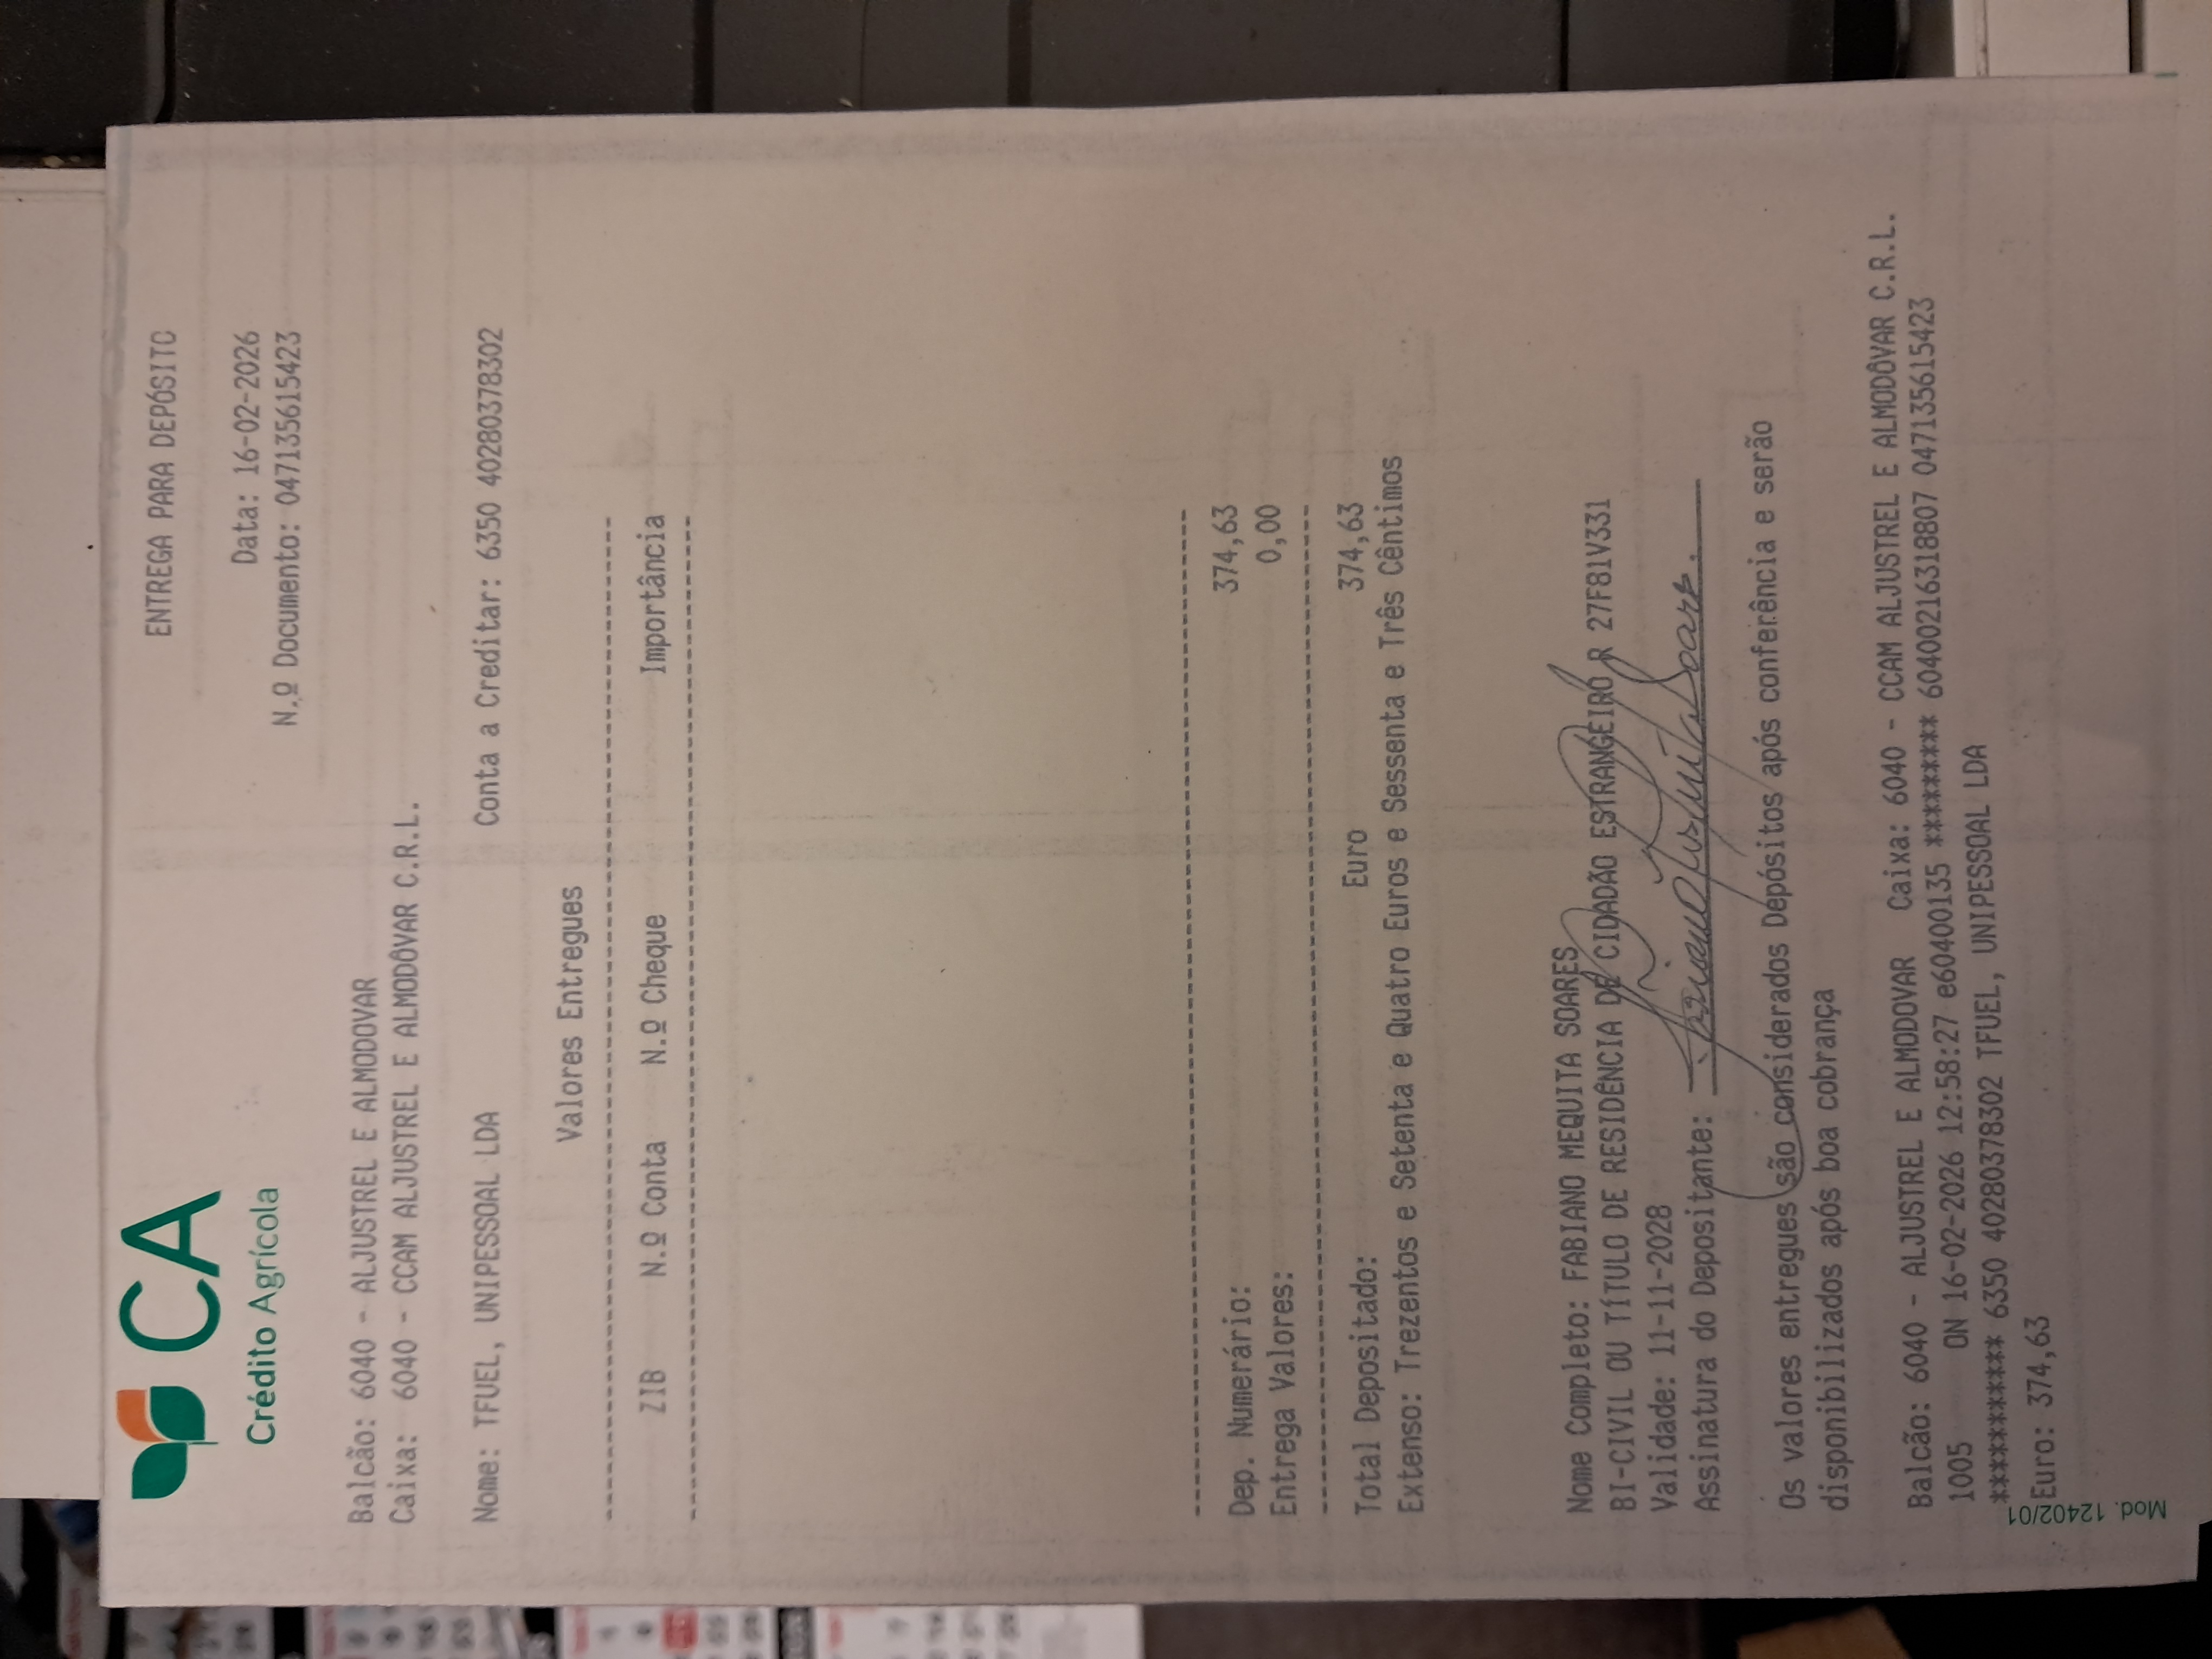 CA
Crédito Agrícola
ENTREGA PARA DEPÓSITO
Data: 16-02-2026
N.º Documento: 047135615423
Balcão: 6040 - ALJUSTREL E ALMODOVAR
Caixa: 6040 - CCAM ALJUSTREL E ALMODÔVAR C.R.L.
Nome: TFUEL, UNIPESSOAL LDA Conta a Creditar: 6350 40280378302
Valores Entregues
--------------------------------------------------------------------------------
ZIB N.º Conta N.º Cheque Importância
--------------------------------------------------------------------------------
--------------------------------------------------------------------------------
Dep. Numerário: 374,63
Entrega Valores: 0,00
--------------------------------------------------------------------------------
Total Depositado: Euro 374,63
Extenso: Trezentos e Setenta e Quatro Euros e Sessenta e Três Cêntimos
Nome Completo: FABIANO MEQUITA SOARES
BI-CIVIL OU TÍTULO DE RESIDÊNCIA DE CIDADÃO ESTRANGEIRO R 27F81V331
Validade: 11-11-2028
Assinatura do Depositante:
Os valores entregues são considerados Depósitos após conferência e serão
disponibilizados após boa cobrança
Balcão: 6040 - ALJUSTREL E ALMODOVAR Caixa: 6040 - CCAM ALJUSTREL E ALMODÔVAR C.R.L.
1005 ON 16-02-2026 12:58:27 e6040135 ********* 6040021631​8807 047135615423
********** 6350 40280378302 TFUEL, UNIPESSOAL LDA
Euro: 374,63
Mod. 12402/01